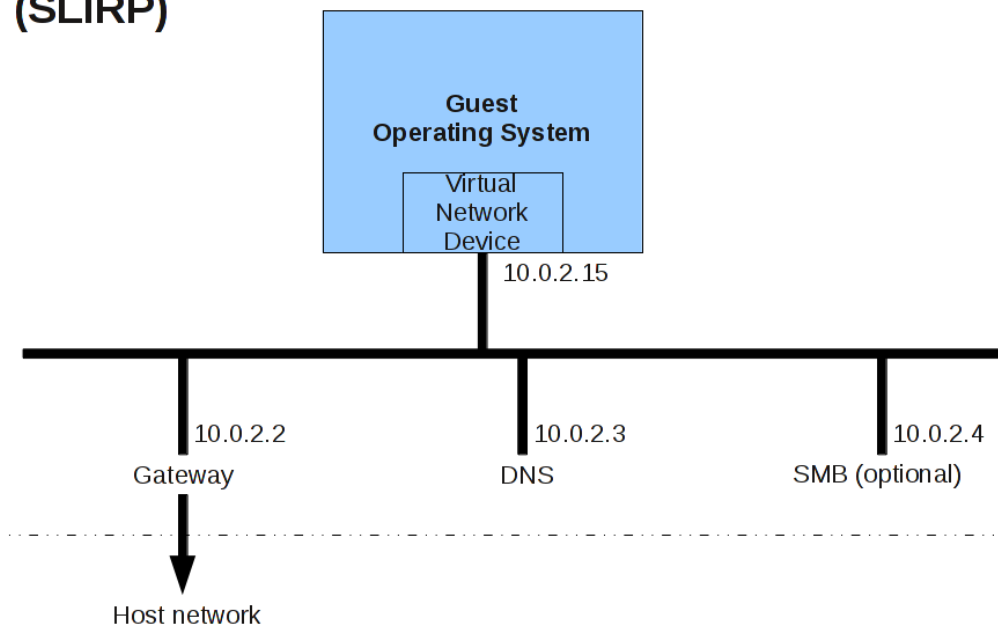 (SLIRP)
Guest
Operating System
Virtual
Network
Device
10.0.2.15
10.0.2.2
10.0.2.3
10.0.2.4
Gateway
DNS
SMB (optional)
Host network